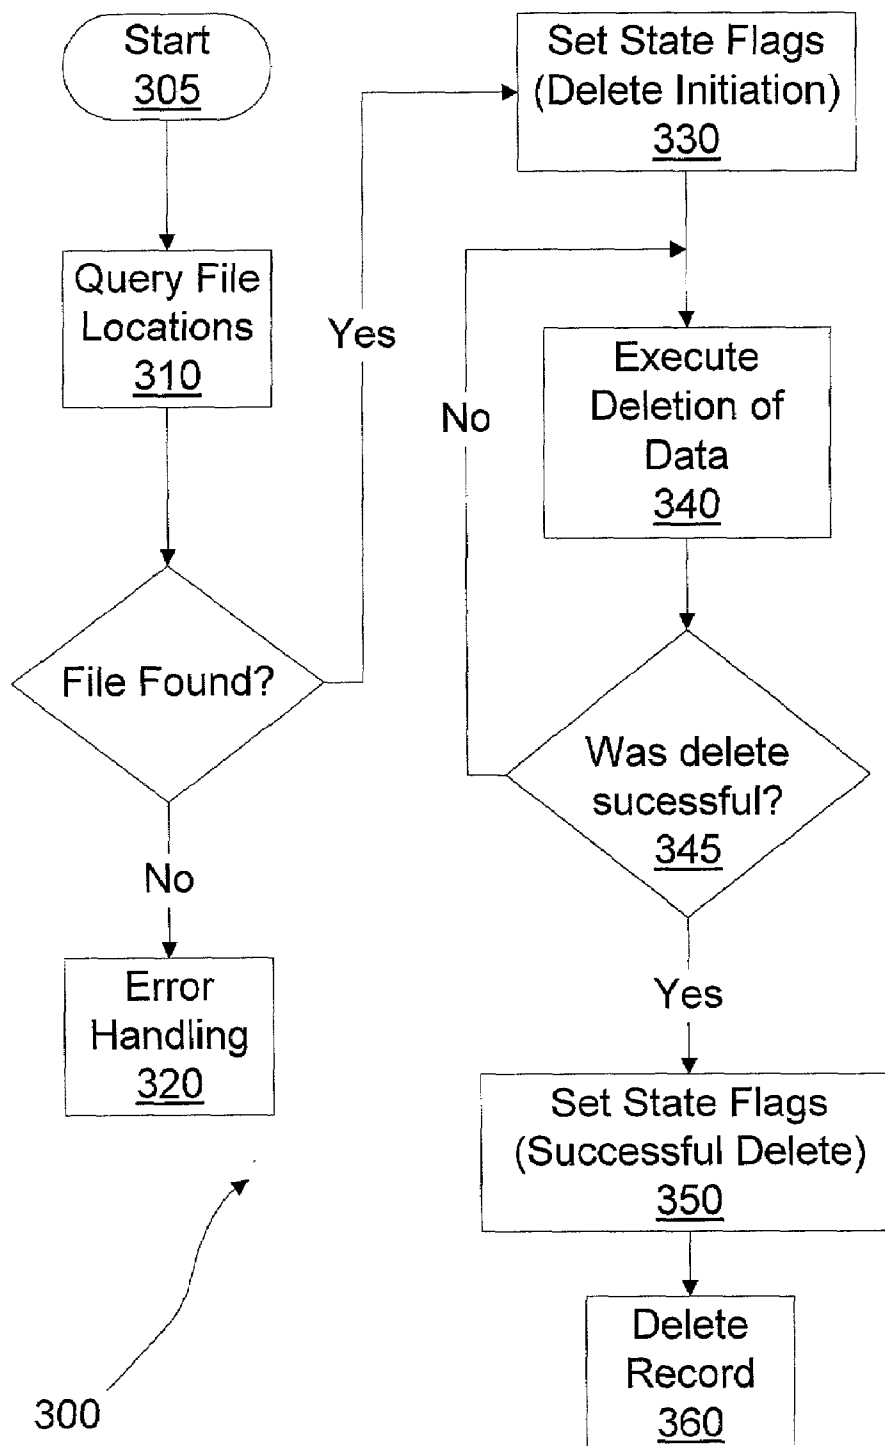 Start
305
Query File
Locations
310
File Found?
No
Error
Handling
320
300
Yes
Set State Flags
(Delete Initiation)
330
No
Execute
Deletion of
Data
340
Was delete
sucessful?
345
Yes
Set State Flags
(Successful Delete)
350
Delete
Record
360